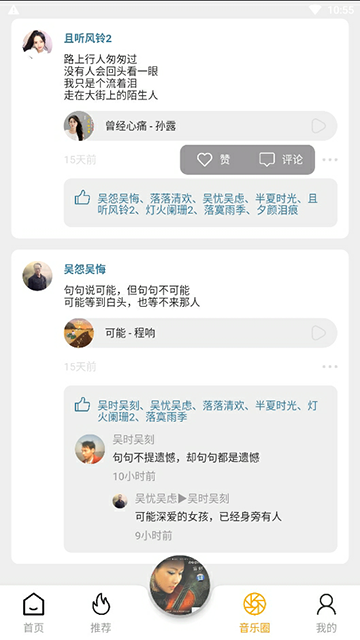 10:55
且听风铃2
路上行人匆匆过
没有人会回头看一眼
我只是个流着泪
走在大街上的陌生人
曾经心痛 - 孙露
15天前
赞
评论
吴怨吴悔、落落清欢、吴忧吴虑、半夏时光、且
听风铃2、灯火阑珊2、落寞雨季、夕颜泪痕
吴怨吴悔
句句说可能，但句句不可能
可能等到白头，也等不来那人
可能 - 程响
15天前
吴时吴刻、吴忧吴虑、落落清欢、半夏时光、灯
火阑珊2、落寞雨季
吴时吴刻
句句不提遗憾，却句句都是遗憾
10小时前
吴忧吴虑▶吴时吴刻
可能深爱的女孩，已经身旁有人
9小时前
首页
推荐
音乐圈
我的